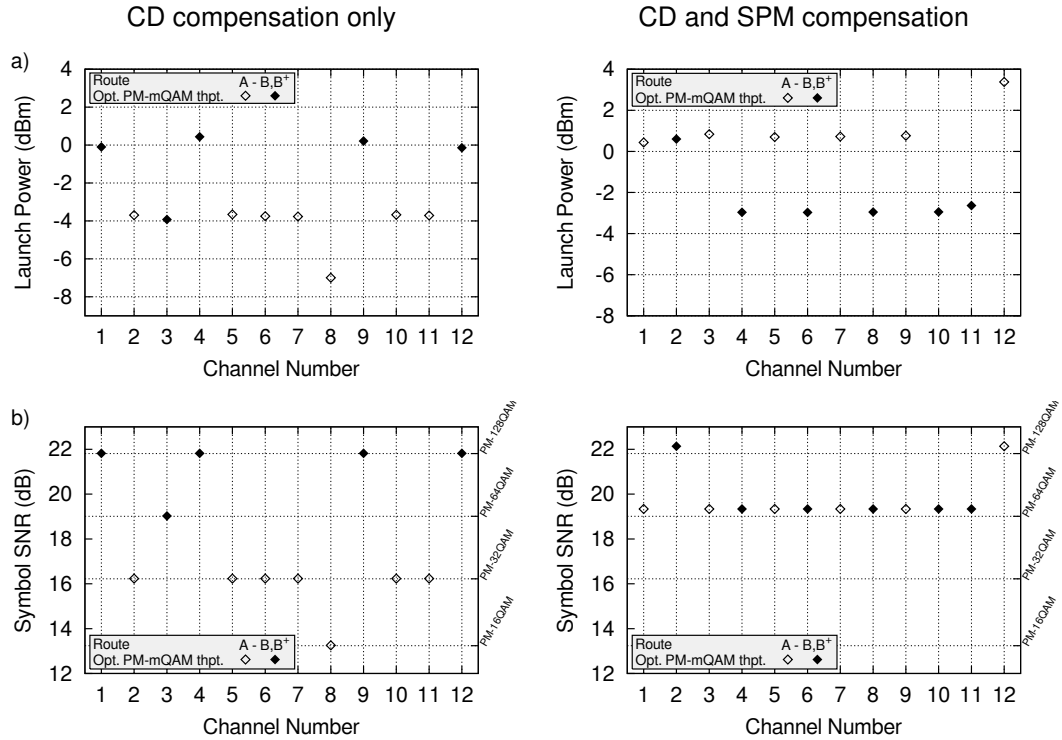 CD compensation only
CD and SPM compensation
a)
Launch Power (dBm)
4
2
0
-2
-4
-6
-8
Route A - B,B+
Opt. PM-mQAM thpt.
1 2 3 4 5 6 7 8 9 10 11 12
Channel Number
Launch Power (dBm)
4
2
0
-2
-4
-6
-8
Route A - B,B+
Opt. PM-mQAM thpt.
1 2 3 4 5 6 7 8 9 10 11 12
Channel Number
b)
Symbol SNR (dB)
22
20
18
16
14
12
PM-128QAM
PM-64QAM
PM-32QAM
PM-16QAM
Route A - B,B+
Opt. PM-mQAM thpt.
1 2 3 4 5 6 7 8 9 10 11 12
Channel Number
Symbol SNR (dB)
22
20
18
16
14
12
PM-128QAM
PM-64QAM
PM-32QAM
PM-16QAM
Route A - B,B+
Opt. PM-mQAM thpt.
1 2 3 4 5 6 7 8 9 10 11 12
Channel Number